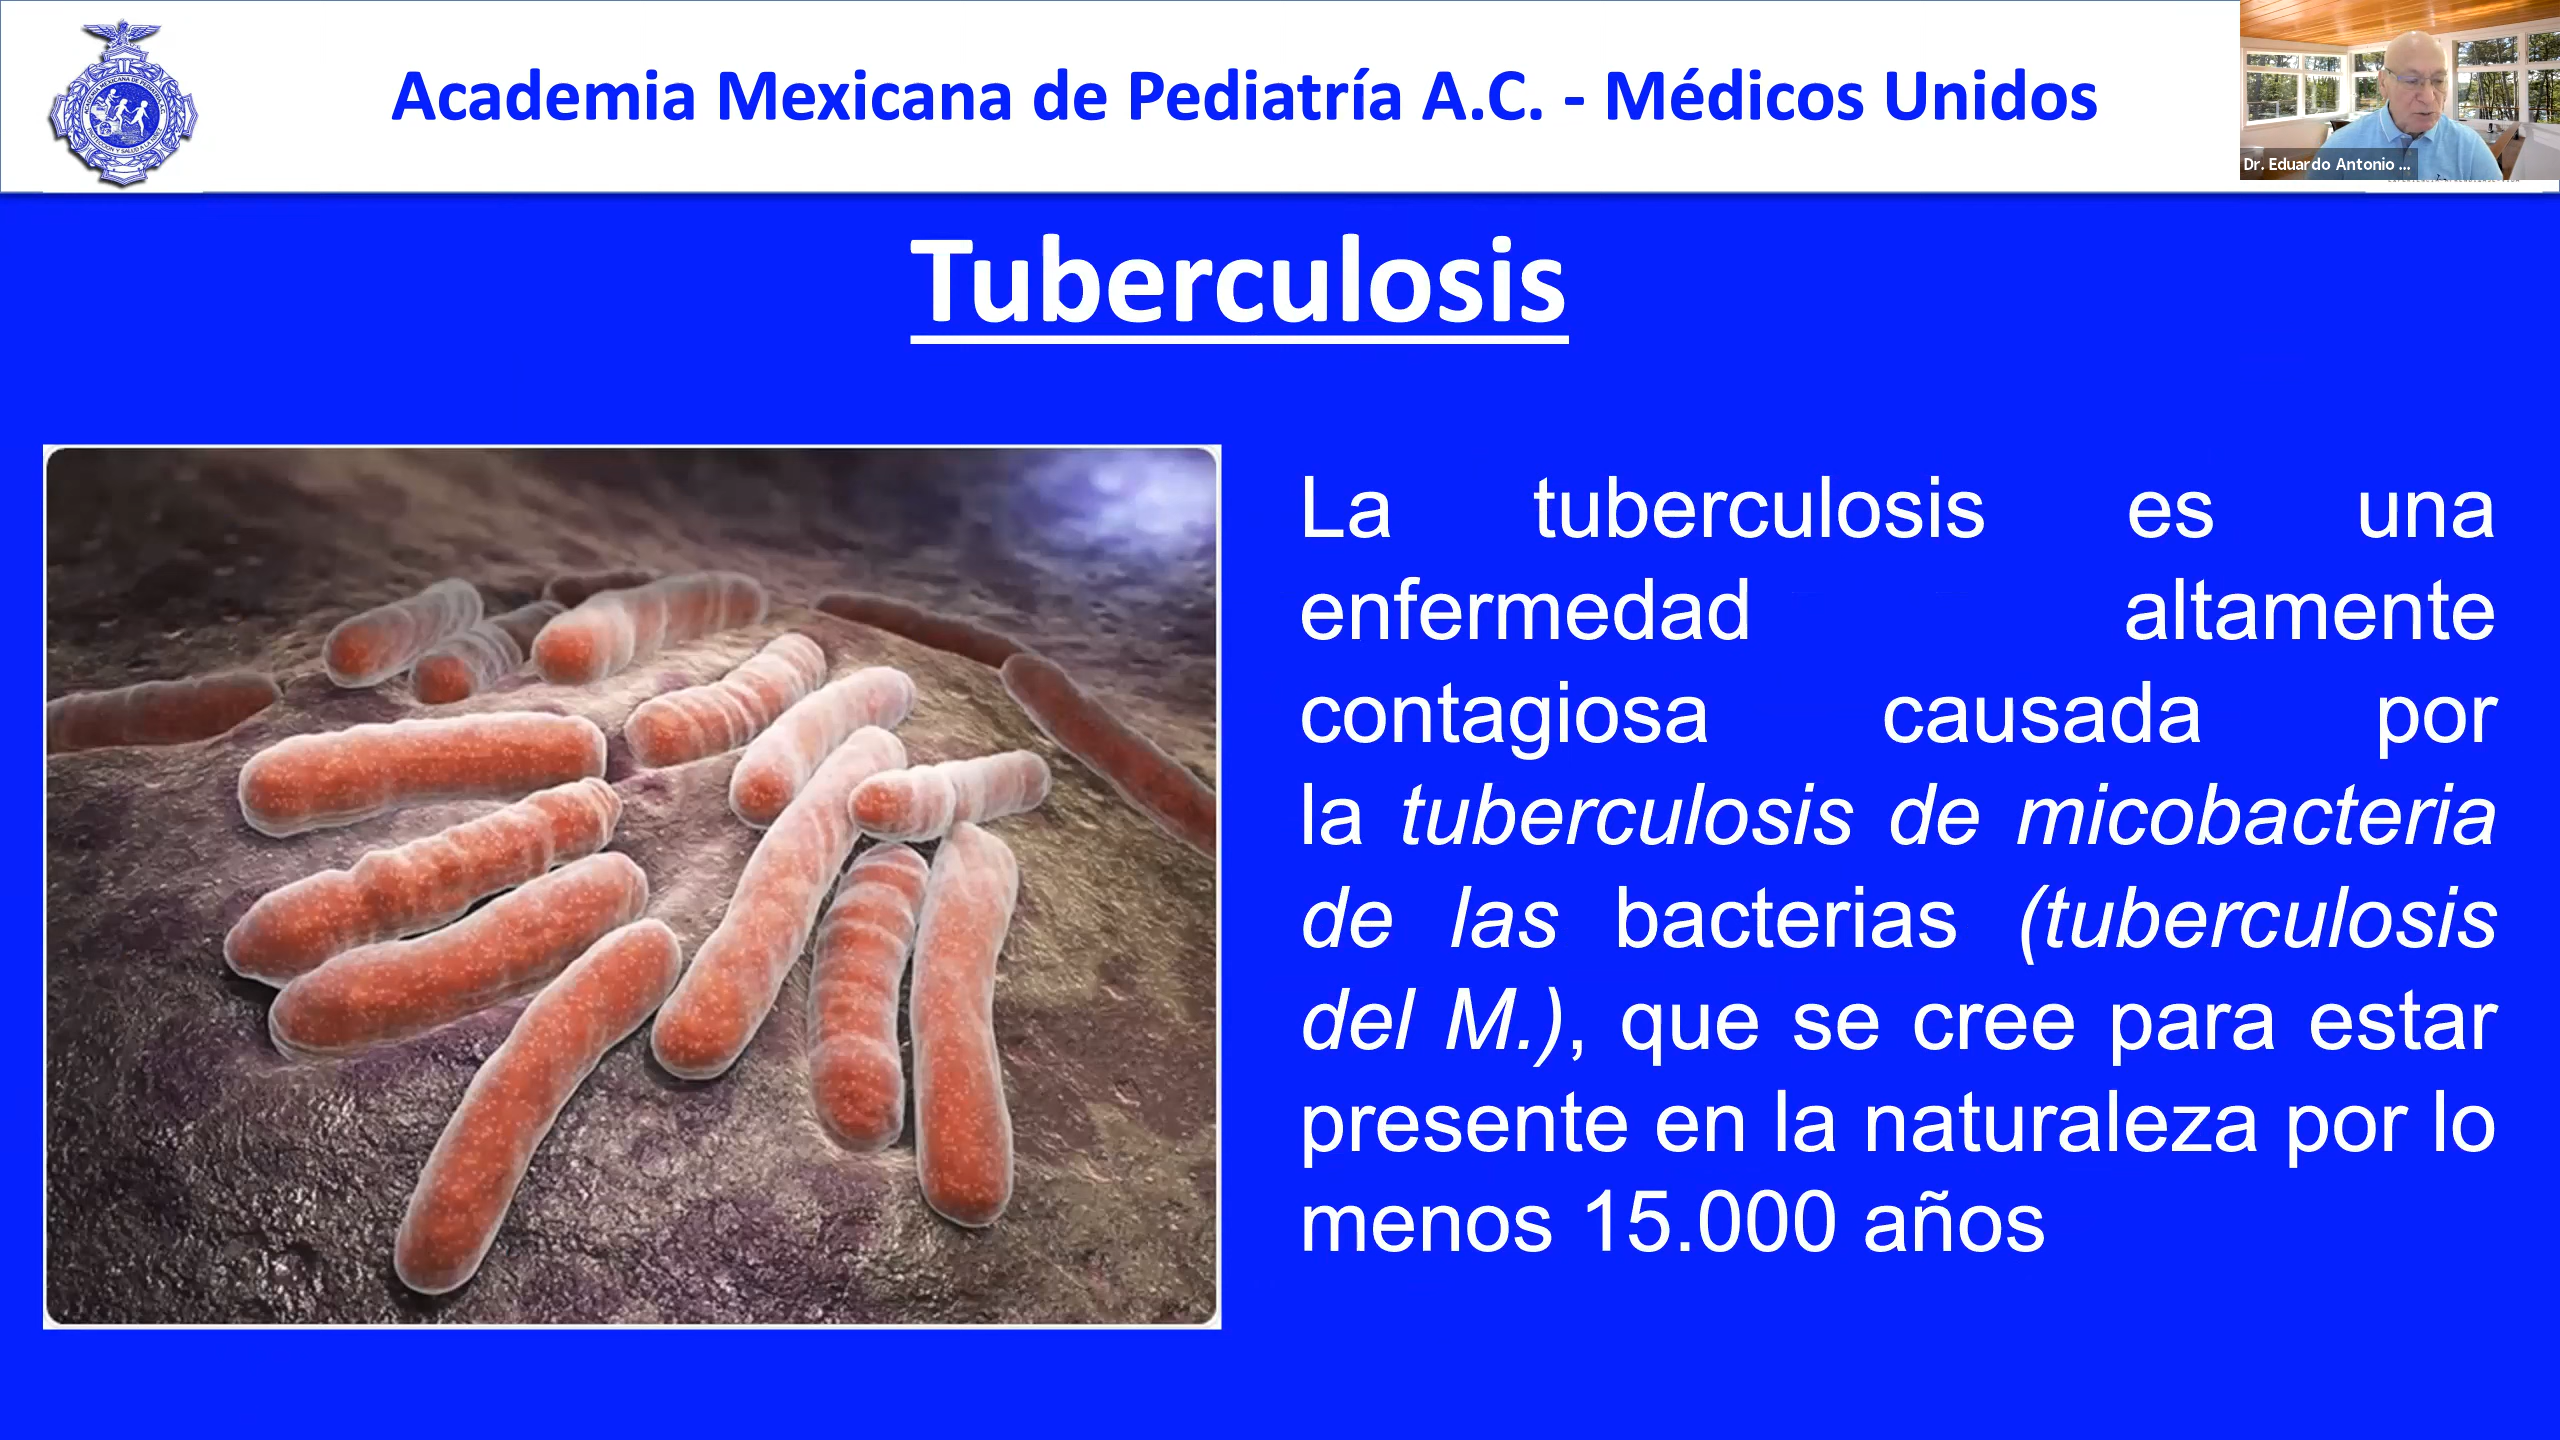 Academia Mexicana de Pediatría A.C. - Médicos Unidos
Dr. Eduardo Antonio ...
Tuberculosis
La tuberculosis es una
enfermedad altamente
contagiosa causada por
la tuberculosis de micobacteria
de las bacterias (tuberculosis
del M.), que se cree para estar
presente en la naturaleza por lo
menos 15.000 años